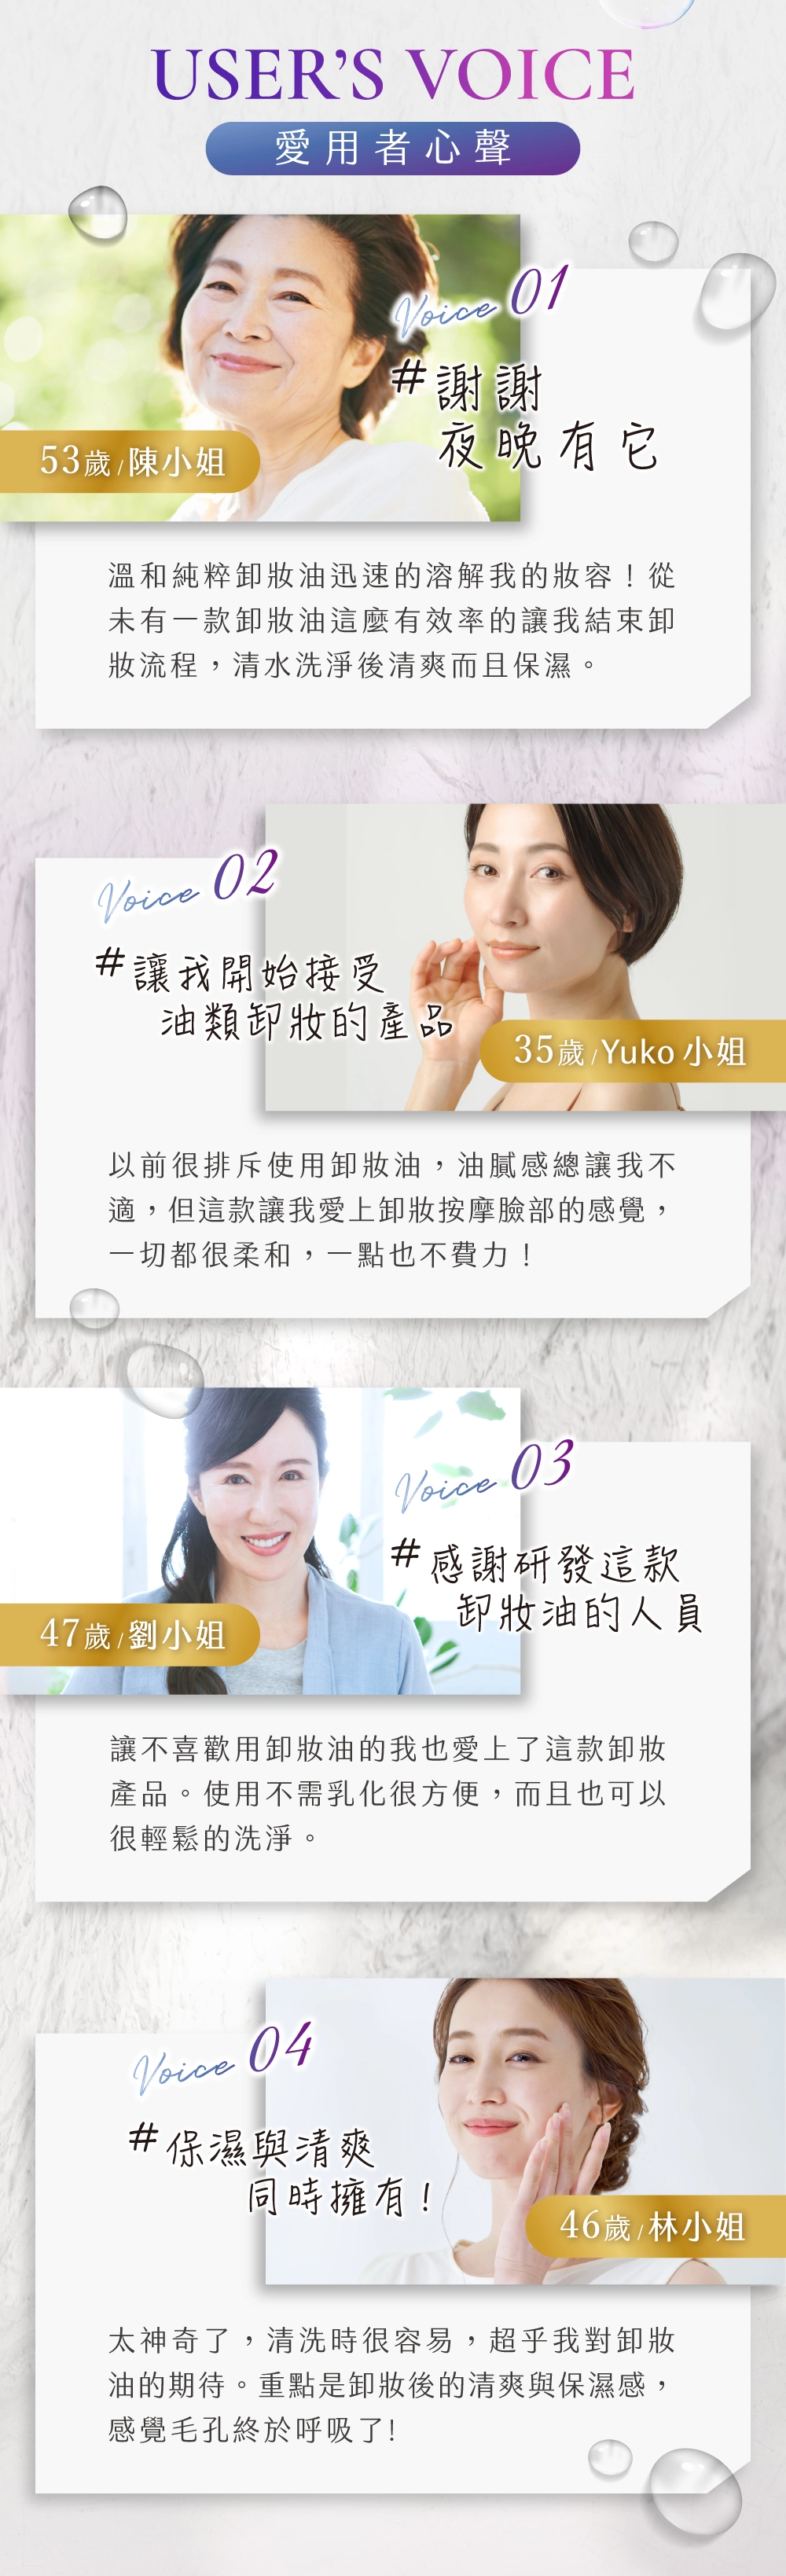 USER'S VOICE
愛用者心聲
Voice 01
#謝謝
夜晚有它
53歲/陳小姐
溫和純粹卸妝油迅速的溶解我的妝容！從
未有一款卸妝油這麼有效率的讓我結束卸
妝流程，清水洗淨後清爽而且保濕。
Voice 02
#讓我開始接受
油類卸妝的產品
35歲/Yuko 小姐
以前很排斥使用卸妝油，油膩感總讓我不
適，但這款讓我愛上卸妝按摩臉部的感覺，
一切都很柔和，一點也不費力！
Voice 03
#感謝研發這款
卸妝油的人員
47歲/劉小姐
讓不喜歡用卸妝油的我也愛上了這款卸妝
產品。使用不需乳化很方便，而且也可以
很輕鬆的洗淨。
Voice 04
#保濕與清爽
同時擁有！
46歲/林小姐
太神奇了，清洗時很容易，超乎我對卸妝
油的期待。重點是卸妝後的清爽與保濕感，
感覺毛孔終於呼吸了!